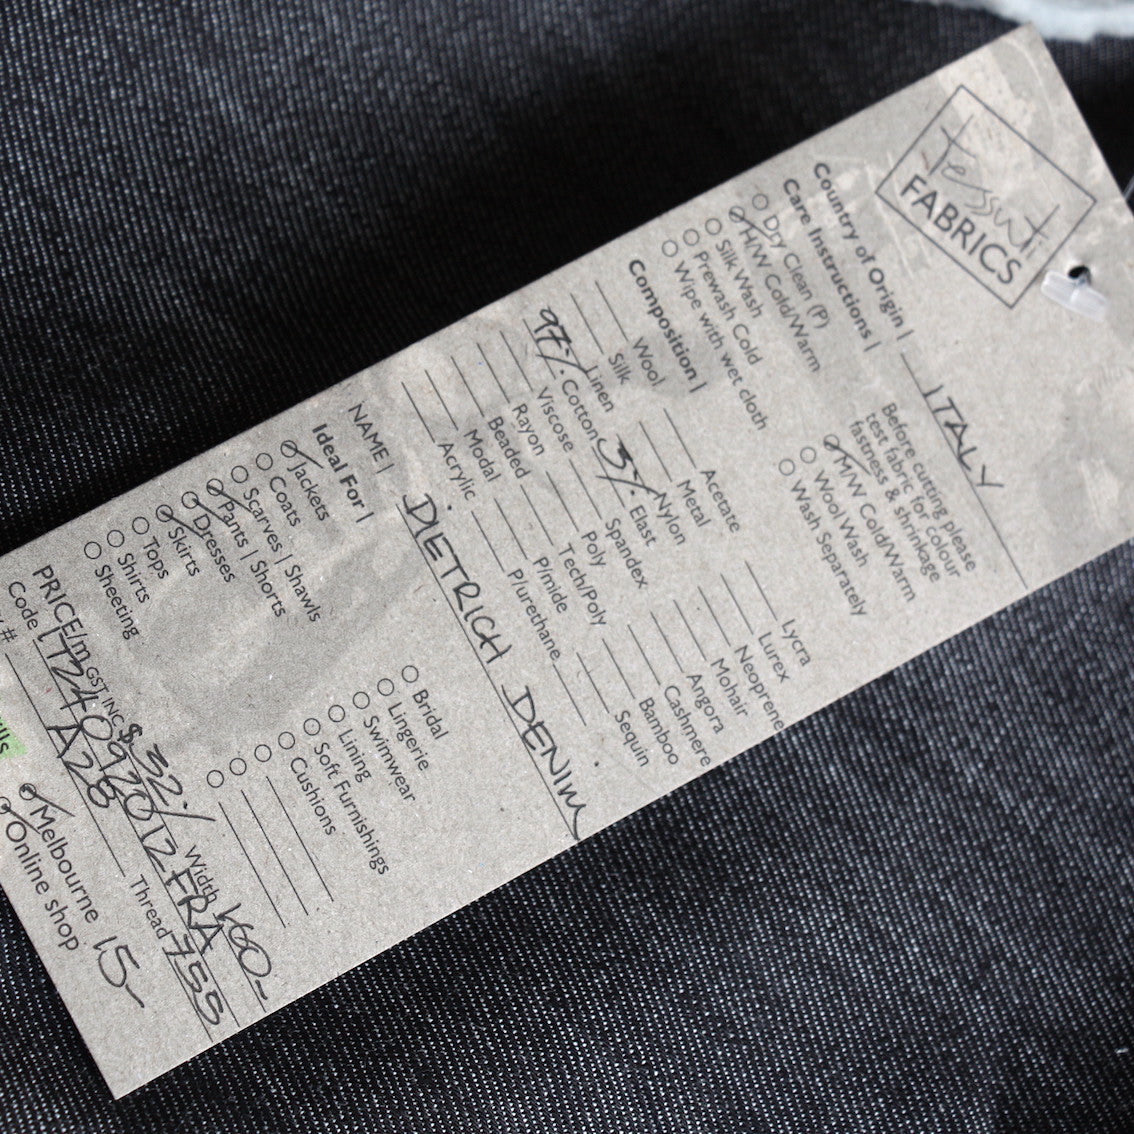 Tessuti
FABRICS
Country of Origin | ITALY
Care Instructions |
Dry Clean (P)
H/W Cold/Warm
Silk Wash
Prewash Cold
Wipe with wet cloth
Before cutting please
test fabric for colour
fastness & shrinkage
M/W Cold/Warm
Wool Wash
Wash Separately
Composition |
Wool
Silk
Linen
97% Cotton
Viscose
Rayon
Beaded
Modal
Acrylic
Acetate
Metal
Nylon
3% Elast
Spandex
Poly
Tech/Poly
P/mide
P/urethane
Lycra
Lurex
Neoprene
Mohair
Angora
Cashmere
Bamboo
Sequin
NAME | DIETRICH DENIM
Ideal For |
Jackets
Coats
Scarves | Shawls
Pants | Shorts
Dresses
Skirts
Tops
Shirts
Sheeting
Bridal
Lingerie
Swimwear
Lining
Soft Furnishings
Cushions
PRICE/m GST INC $ 32./ Width 1.60-
Code
#
A28
Thread 755
Melbourne 15-
Online shop